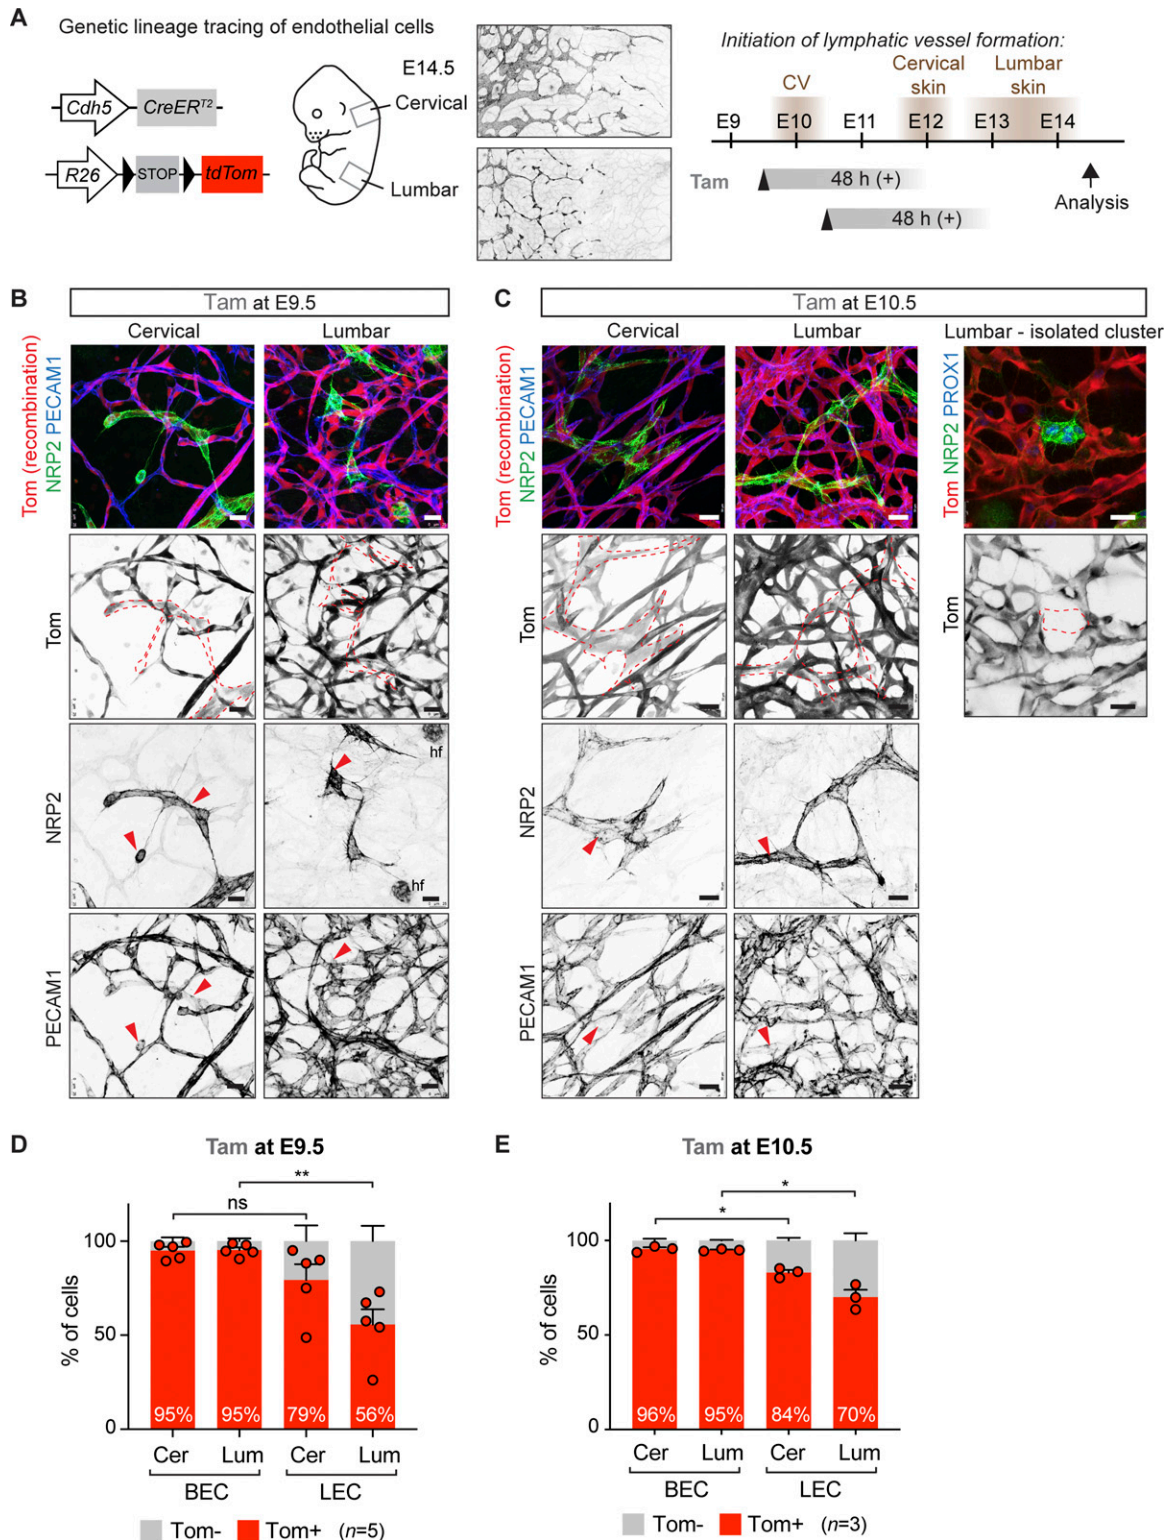 A
Genetic lineage tracing of endothelial cells
Cdh5 CreERT2
R26 STOP tdTom
E14.5
Cervical
Lumbar
Initiation of lymphatic vessel formation:
CV Cervical skin Lumbar skin
E9 E10 E11 E12 E13 E14
Tam 48 h (+)
48 h (+)
Analysis
B
Tam at E9.5
Cervical Lumbar
Tom (recombination)
NRP2 PECAM1
Tom
NRP2
hf
hf
PECAM1
C
Tam at E10.5
Cervical Lumbar Lumbar - isolated cluster
Tom (recombination)
NRP2 PECAM1
Tom NRP2 PROX1
Tom
Tom
NRP2
PECAM1
D
Tam at E9.5
**
ns
% of cells
100
50
0
95% 95% 79% 56%
Cer Lum Cer Lum
BEC LEC
Tom- Tom+ (n=5)
E
Tam at E10.5
*
*
% of cells
100
50
0
96% 95% 84% 70%
Cer Lum Cer Lum
BEC LEC
Tom- Tom+ (n=3)